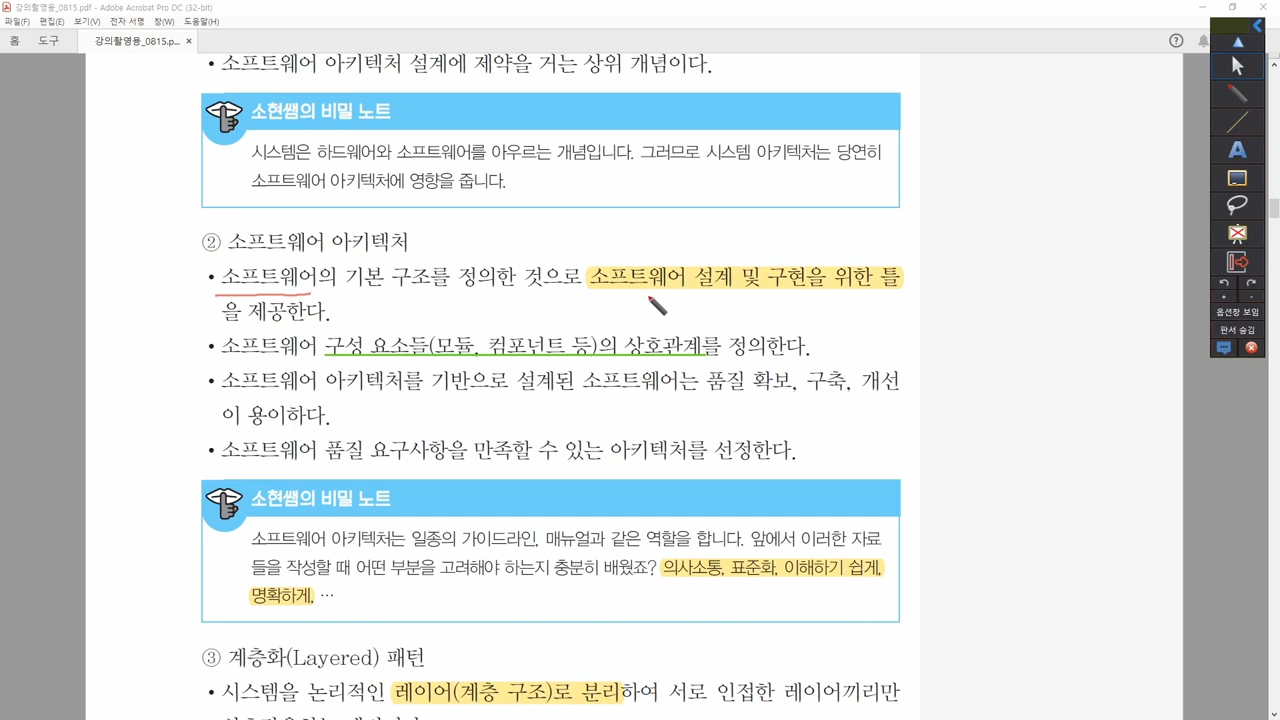 강의촬영용_0815.pdf - Adobe Acrobat Pro DC (32-bit)
파일(F) 편집(E) 보기(V) 전자 서명 창(W) 도움말(H)
홈 도구 강의촬영용_0815.p... ×
• 소프트웨어 아키텍처 설계에 제약을 거는 상위 개념이다.
소현쌤의 비밀 노트
시스템은 하드웨어와 소프트웨어를 아우르는 개념입니다. 그러므로 시스템 아키텍처는 당연히
소프트웨어 아키텍처에 영향을 줍니다.
② 소프트웨어 아키텍처
• 소프트웨어의 기본 구조를 정의한 것으로 소프트웨어 설계 및 구현을 위한 틀
을 제공한다.
• 소프트웨어 구성 요소들(모듈, 컴포넌트 등)의 상호관계를 정의한다.
• 소프트웨어 아키텍처를 기반으로 설계된 소프트웨어는 품질 확보, 구축, 개선
이 용이하다.
• 소프트웨어 품질 요구사항을 만족할 수 있는 아키텍처를 선정한다.
소현쌤의 비밀 노트
소프트웨어 아키텍처는 일종의 가이드라인, 매뉴얼과 같은 역할을 합니다. 앞에서 이러한 자료
들을 작성할 때 어떤 부분을 고려해야 하는지 충분히 배웠죠? 의사소통, 표준화, 이해하기 쉽게,
명확하게, …
③ 계층화(Layered) 패턴
• 시스템을 논리적인 레이어(계층 구조)로 분리하여 서로 인접한 레이어끼리만
A
옵션창 보임
판서 숨김